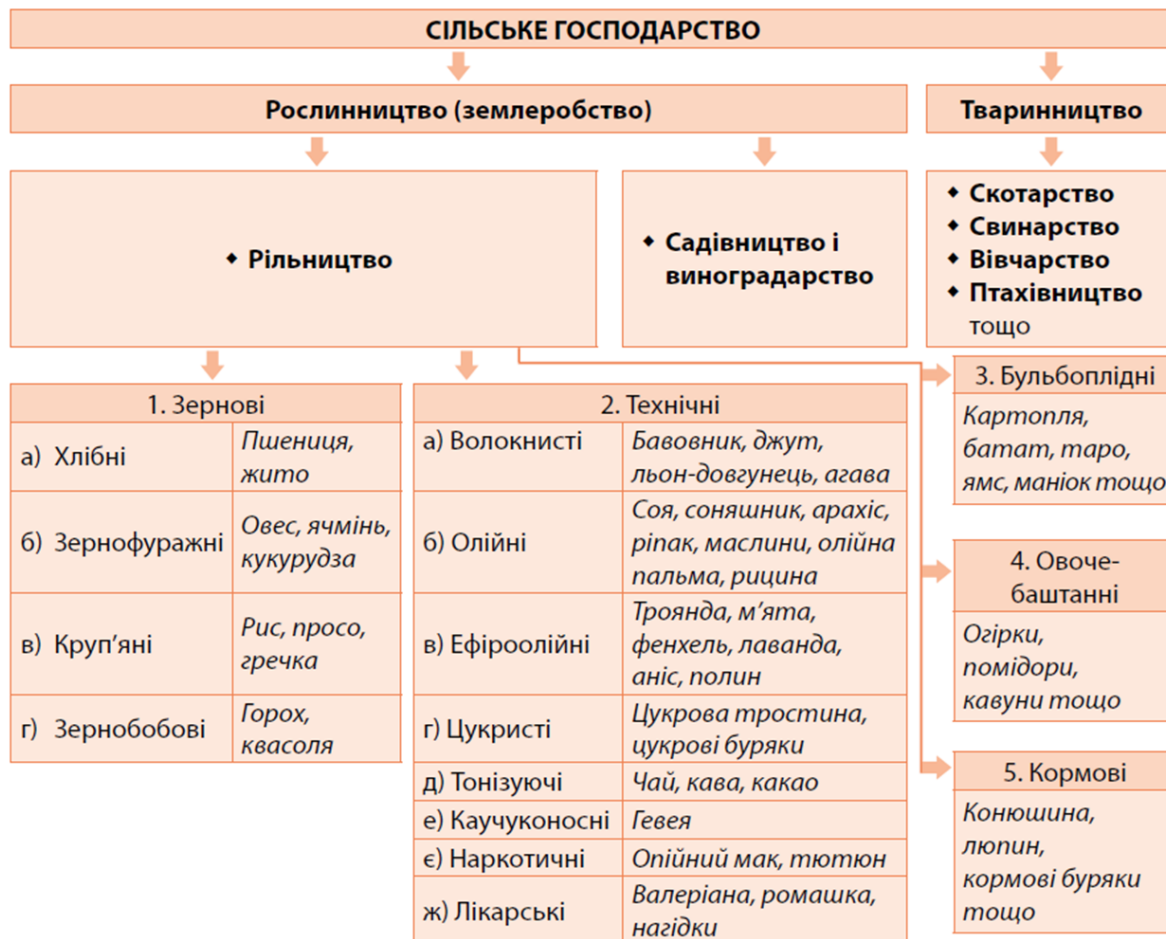 СІЛЬСЬКЕ ГОСПОДАРСТВО
Рослинництво (землеробство)
Тваринництво
◆ Рільництво
◆ Садівництво і
виноградарство
◆ Скотарство
◆ Свинарство
◆ Вівчарство
◆ Птахівництво
тощо
1. Зернові
а) Хлібні
Пшениця,
жито
б) Зернофуражні
Овес, ячмінь,
кукурудза
в) Круп’яні
Рис, просо,
гречка
г) Зернобобові
Горох,
квасоля
2. Технічні
а) Волокнисті
Бавовник, джут,
льон-довгунець, агава
б) Олійні
Соя, соняшник, арахіс,
ріпак, маслини, олійна
пальма, рицина
в) Ефіроолійні
Троянда, м’ята,
фенхель, лаванда,
аніс, полин
г) Цукристі
Цукрова тростина,
цукрові буряки
д) Тонізуючі
Чай, кава, какао
е) Каучуконосні
Гевея
є) Наркотичні
Опійний мак, тютюн
ж) Лікарські
Валеріана, ромашка,
нагідки
3. Бульбоплідні
Картопля,
батат, таро,
ямс, маніок тощо
4. Овоче-
баштанні
Огірки,
помідори,
кавуни тощо
5. Кормові
Конюшина,
люпин,
кормові буряки
тощо